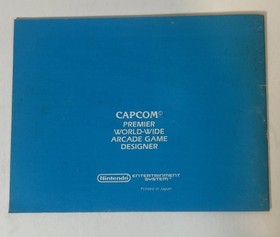 CAPCOM®
PREMIER
WORLD-WIDE
ARCADE GAME
DESIGNER
Nintendo ENTERTAINMENT SYSTEM™
Printed in Japan